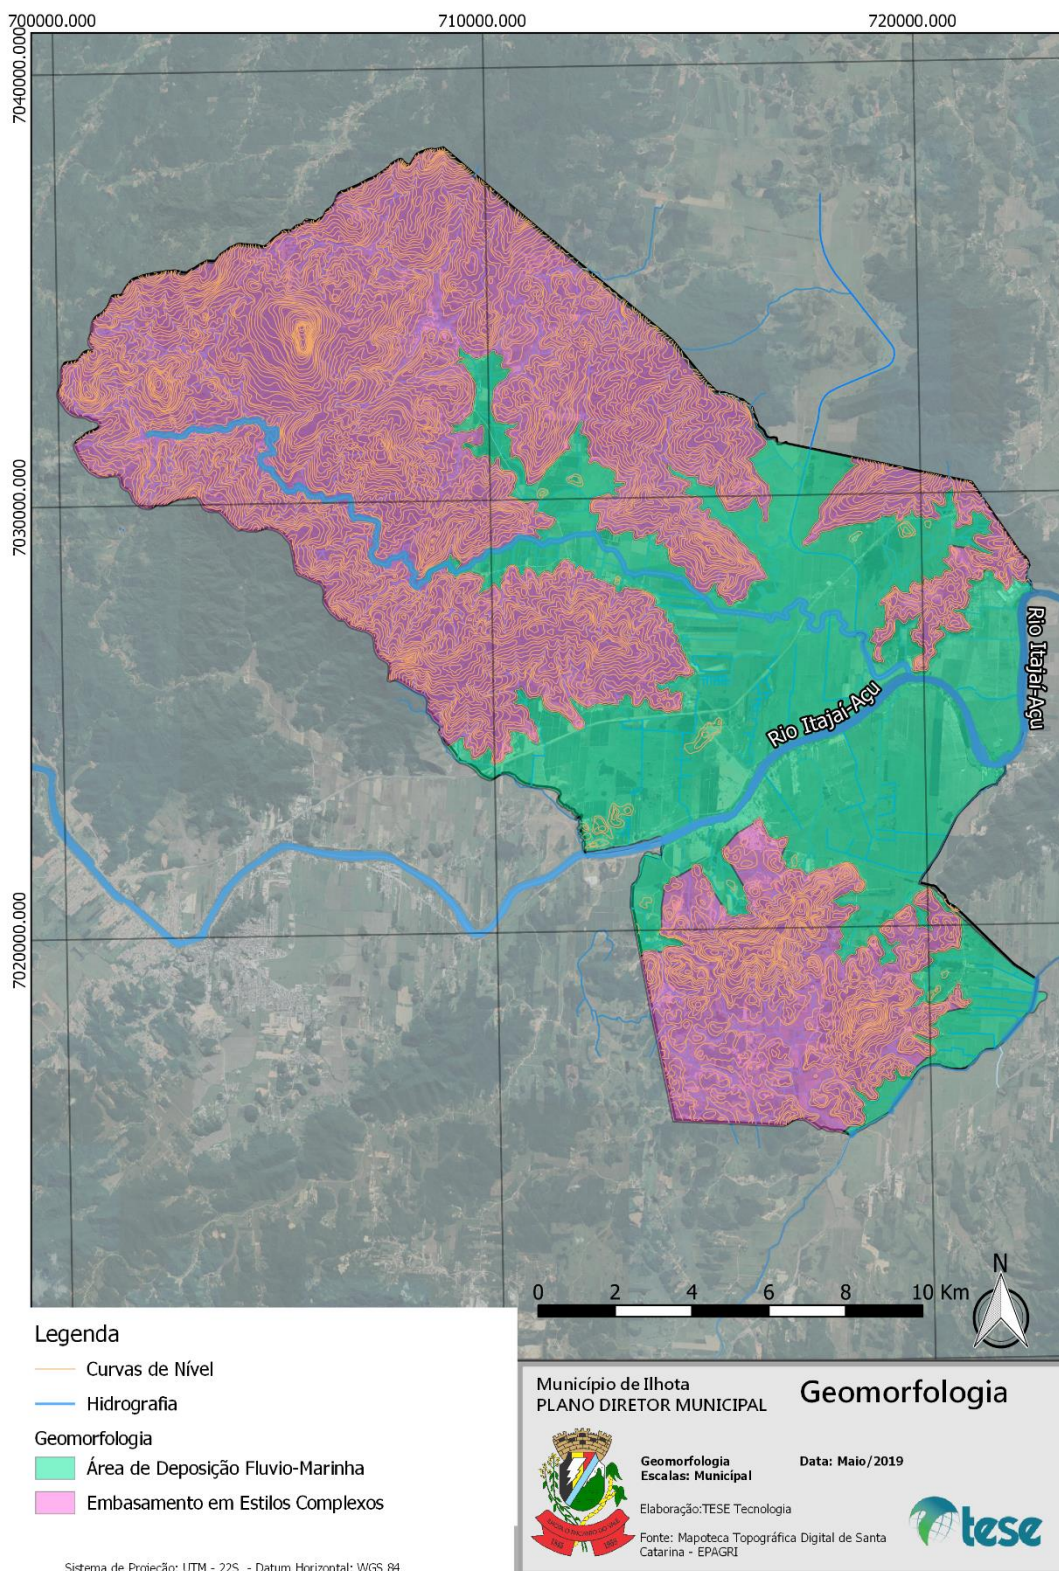 700000.000
710000.000
720000.000
7040000.000
7030000.000
7020000.000
Rio Itajaí-Açu
Rio Itajaí-Açu
N
0 2 4 6 8 10 Km
Legenda
Curvas de Nível
Hidrografia
Geomorfologia
Área de Deposição Fluvio-Marinha
Embasamento em Estilos Complexos
Sistema de Projeção: UTM - 22S - Datum Horizontal: WGS 84
Município de Ilhota
PLANO DIRETOR MUNICIPAL
Geomorfologia
Geomorfologia
Escalas: Municipal
Data: Maio/2019
Elaboração:TESE Tecnologia
Fonte: Mapoteca Topográfica Digital de Santa
Catarina - EPAGRI
tese